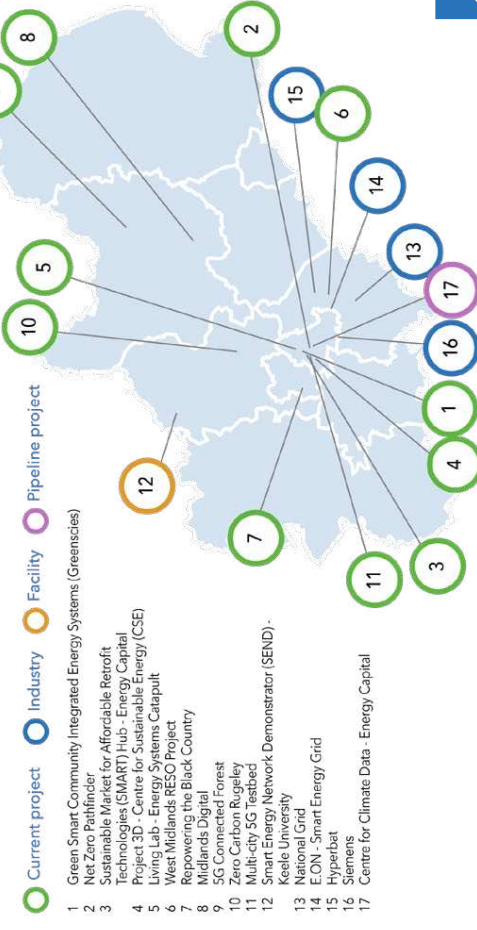 Current project
Industry
Facility
Pipeline project
1 Green Smart Community Integrated Energy Systems (Greenscies)
2 Net Zero Pathfinder
3 Sustainable Market for Affordable Retrofit
Technologies (SMART) Hub - Energy Capital
4 Project 3D - Centre for Sustainable Energy (CSE)
5 Living Lab - Energy Systems Catapult
6 West Midlands RESO Project
7 Repowering the Black Country
8 Midlands Digital
9 5G Connected Forest
10 Zero Carbon Rugeley
11 Multi-city 5G Testbed
12 Smart Energy Network Demonstrator (SEND) -
Keele University
13 National Grid
14 E.ON - Smart Energy Grid
15 Hyperbat
16 Siemens
17 Centre for Climate Data - Energy Capital
8
2
15
6
14
13
17
16
1
4
3
11
7
12
10
5